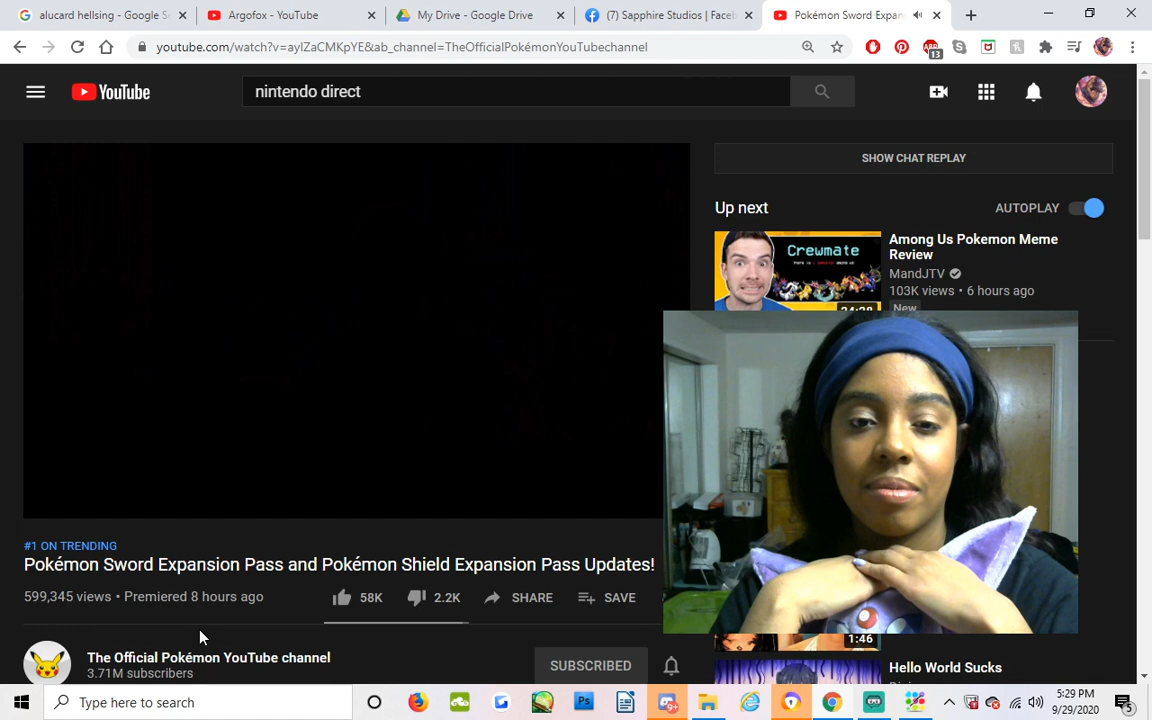 alucard hellsing - Google S
Argofox - YouTube
My Drive - Google Drive
(7) Sapphire Studios | Faceb
Pokémon Sword Expan
youtube.com/watch?v=ayIZaCMKpYE&ab_channel=TheOfficialPokémonYouTubechannel
13
YouTube
nintendo direct
SHOW CHAT REPLAY
Up next
AUTOPLAY
Crewmate
Among Us Pokemon Meme
Review
MandJTV
103K views • 6 hours ago
New
#1 ON TRENDING
Pokémon Sword Expansion Pass and Pokémon Shield Expansion Pass Updates!
599,345 views • Premiered 8 hours ago
58K
2.2K
SHARE
SAVE
1:46
The Official Pokémon YouTube channel
3.71M subscribers
SUBSCRIBED
Hello World Sucks
Type here to search
Ps
9+
5:29 PM
9/29/2020
5